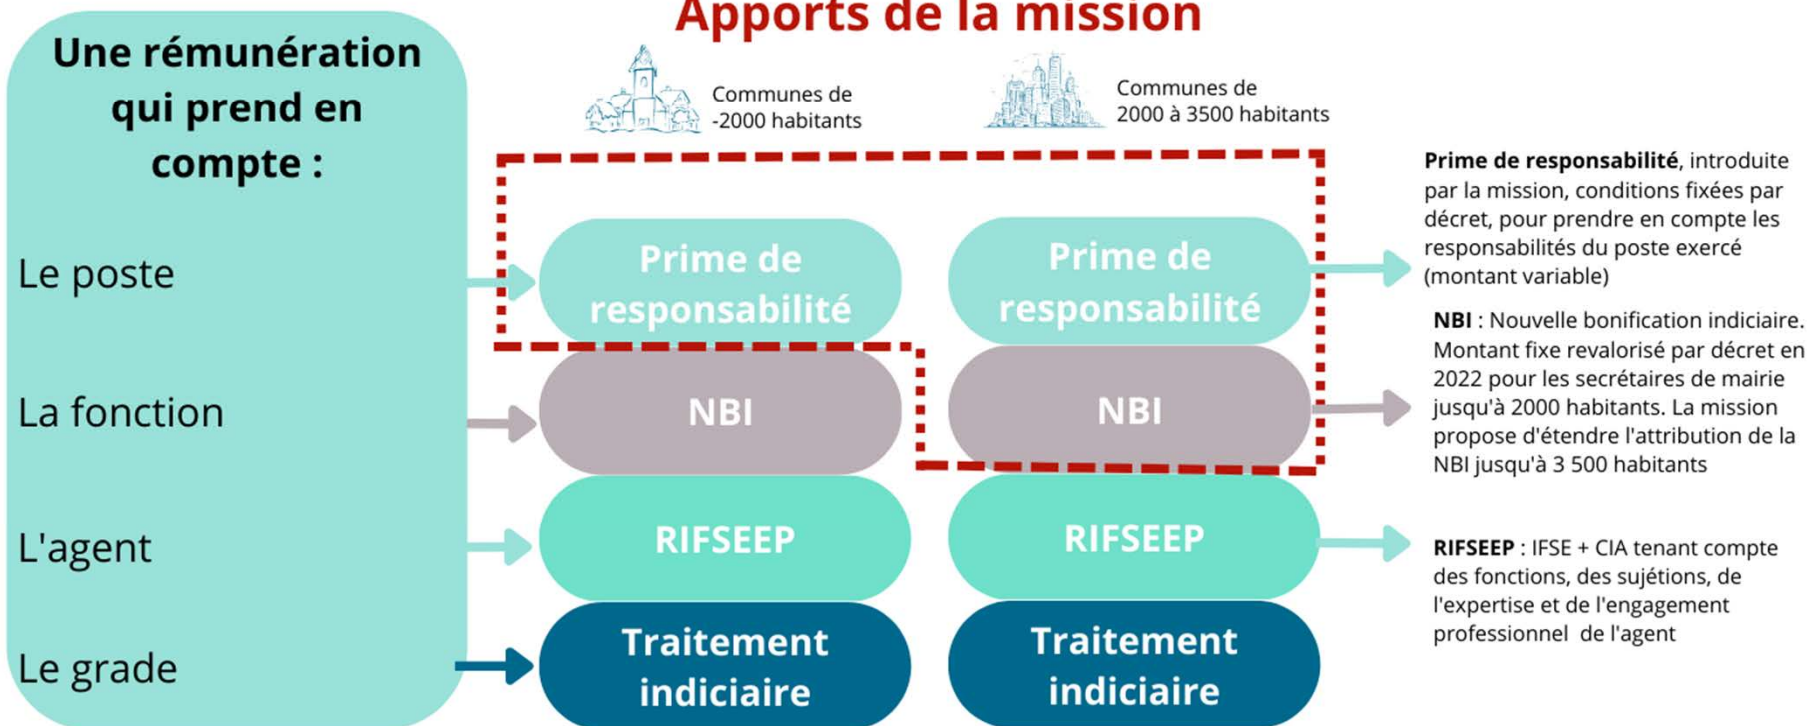 Apports de la mission
Une rémunération
qui prend en
compte :
Communes de
-2000 habitants
Communes de
2000 à 3500 habitants
Le poste
Prime de
responsabilité
Prime de
responsabilité
Prime de responsabilité, introduite
par la mission, conditions fixées par
décret, pour prendre en compte les
responsabilités du poste exercé
(montant variable)
La fonction
NBI
NBI
NBI : Nouvelle bonification indiciaire.
Montant fixe revalorisé par décret en
2022 pour les secrétaires de mairie
jusqu'à 2000 habitants. La mission
propose d'étendre l'attribution de la
NBI jusqu'à 3 500 habitants
L'agent
RIFSEEP
RIFSEEP
RIFSEEP : IFSE + CIA tenant compte
des fonctions, des sujétions, de
l'expertise et de l'engagement
professionnel de l'agent
Le grade
Traitement
indiciaire
Traitement
indiciaire